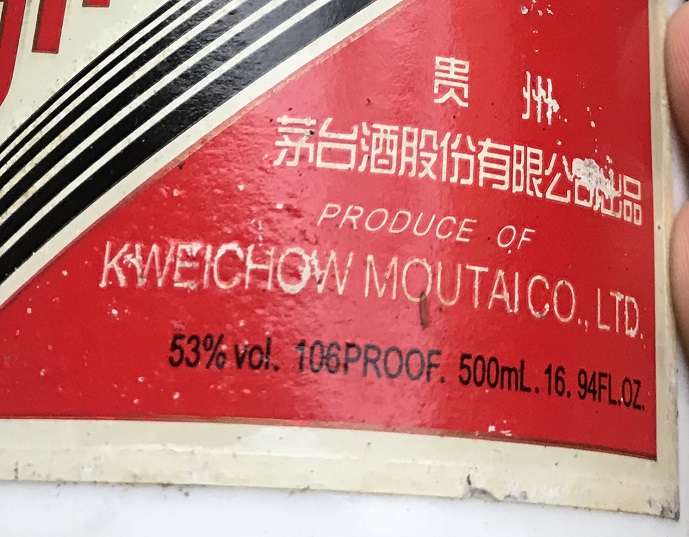 贵州
茅台酒股份有限公司出品
PRODUCE OF
KWEICHOW MOUTAI CO., LTD.
53% vol. 106PROOF. 500mL. 16. 94FL.OZ.